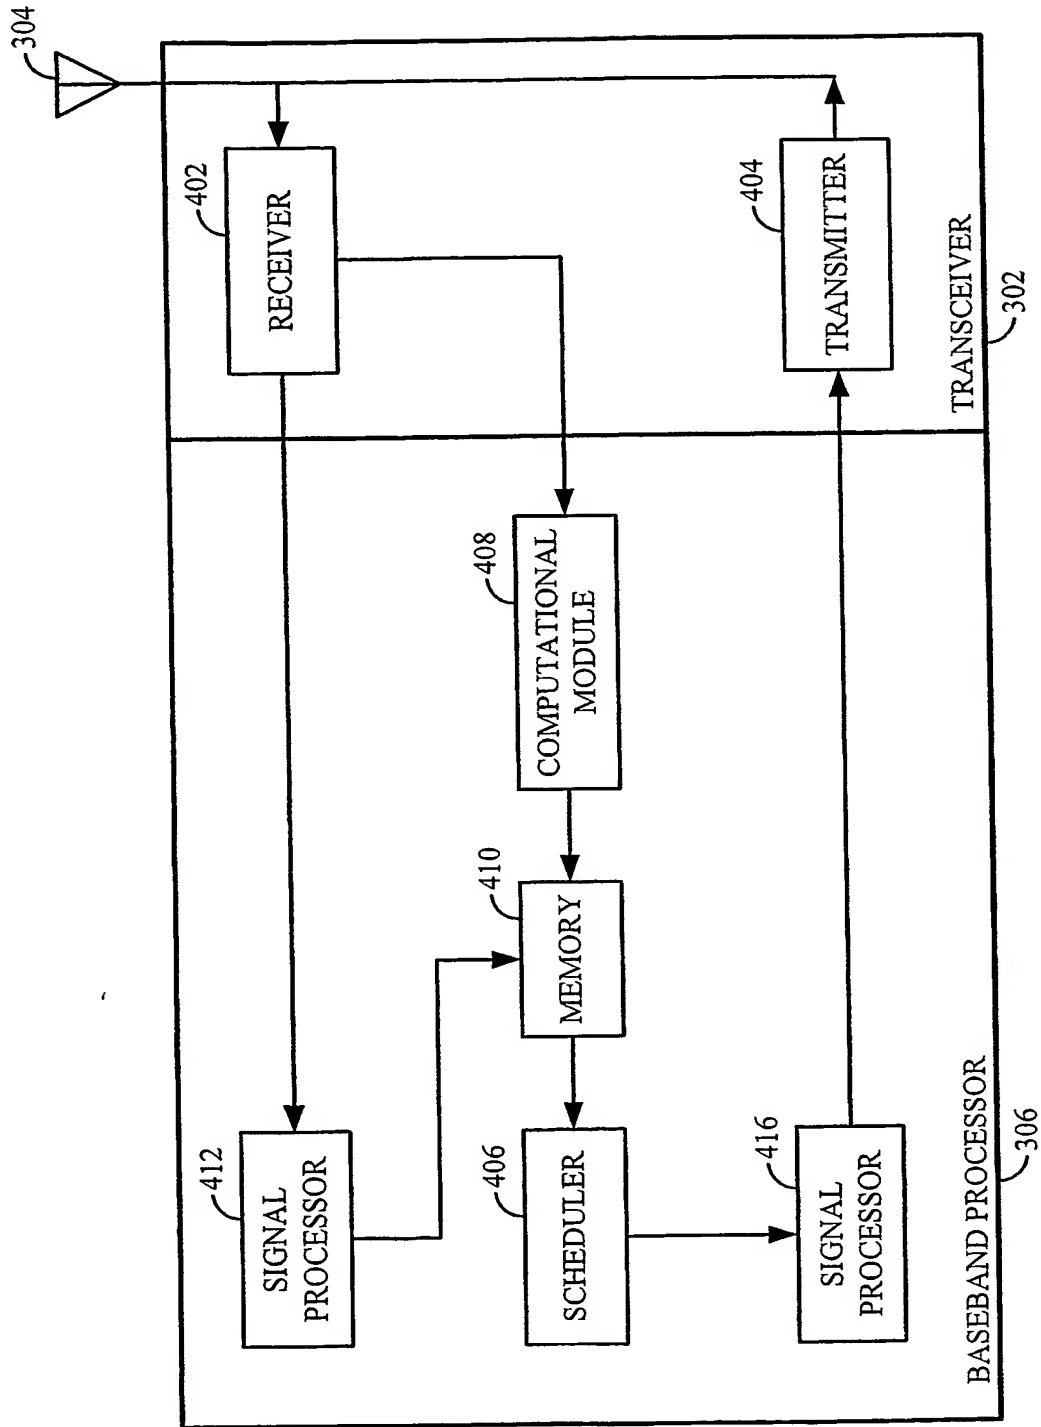 304
402
RECEIVER
404
TRANSMITTER
TRANSCEIVER
302
408
COMPUTATIONAL
MODULE
410
MEMORY
412
SIGNAL
PROCESSOR
406
SCHEDULER
416
SIGNAL
PROCESSOR
BASEBAND PROCESSOR
306